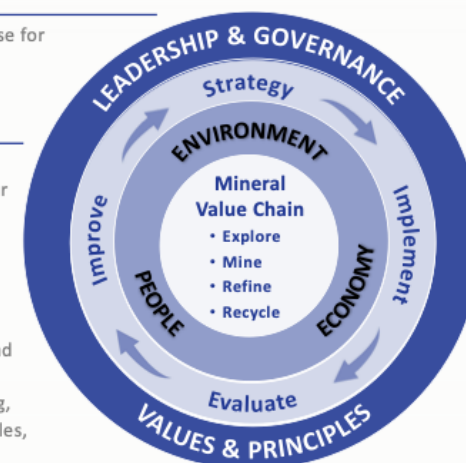 se for
r
nd
g,
les,
LEADERSHIP & GOVERNANCE
Strategy
Implement
Evaluate
Improve
ENVIRONMENT
ECONOMY
PEOPLE
Mineral
Value Chain
• Explore
• Mine
• Refine
• Recycle
VALUES & PRINCIPLES